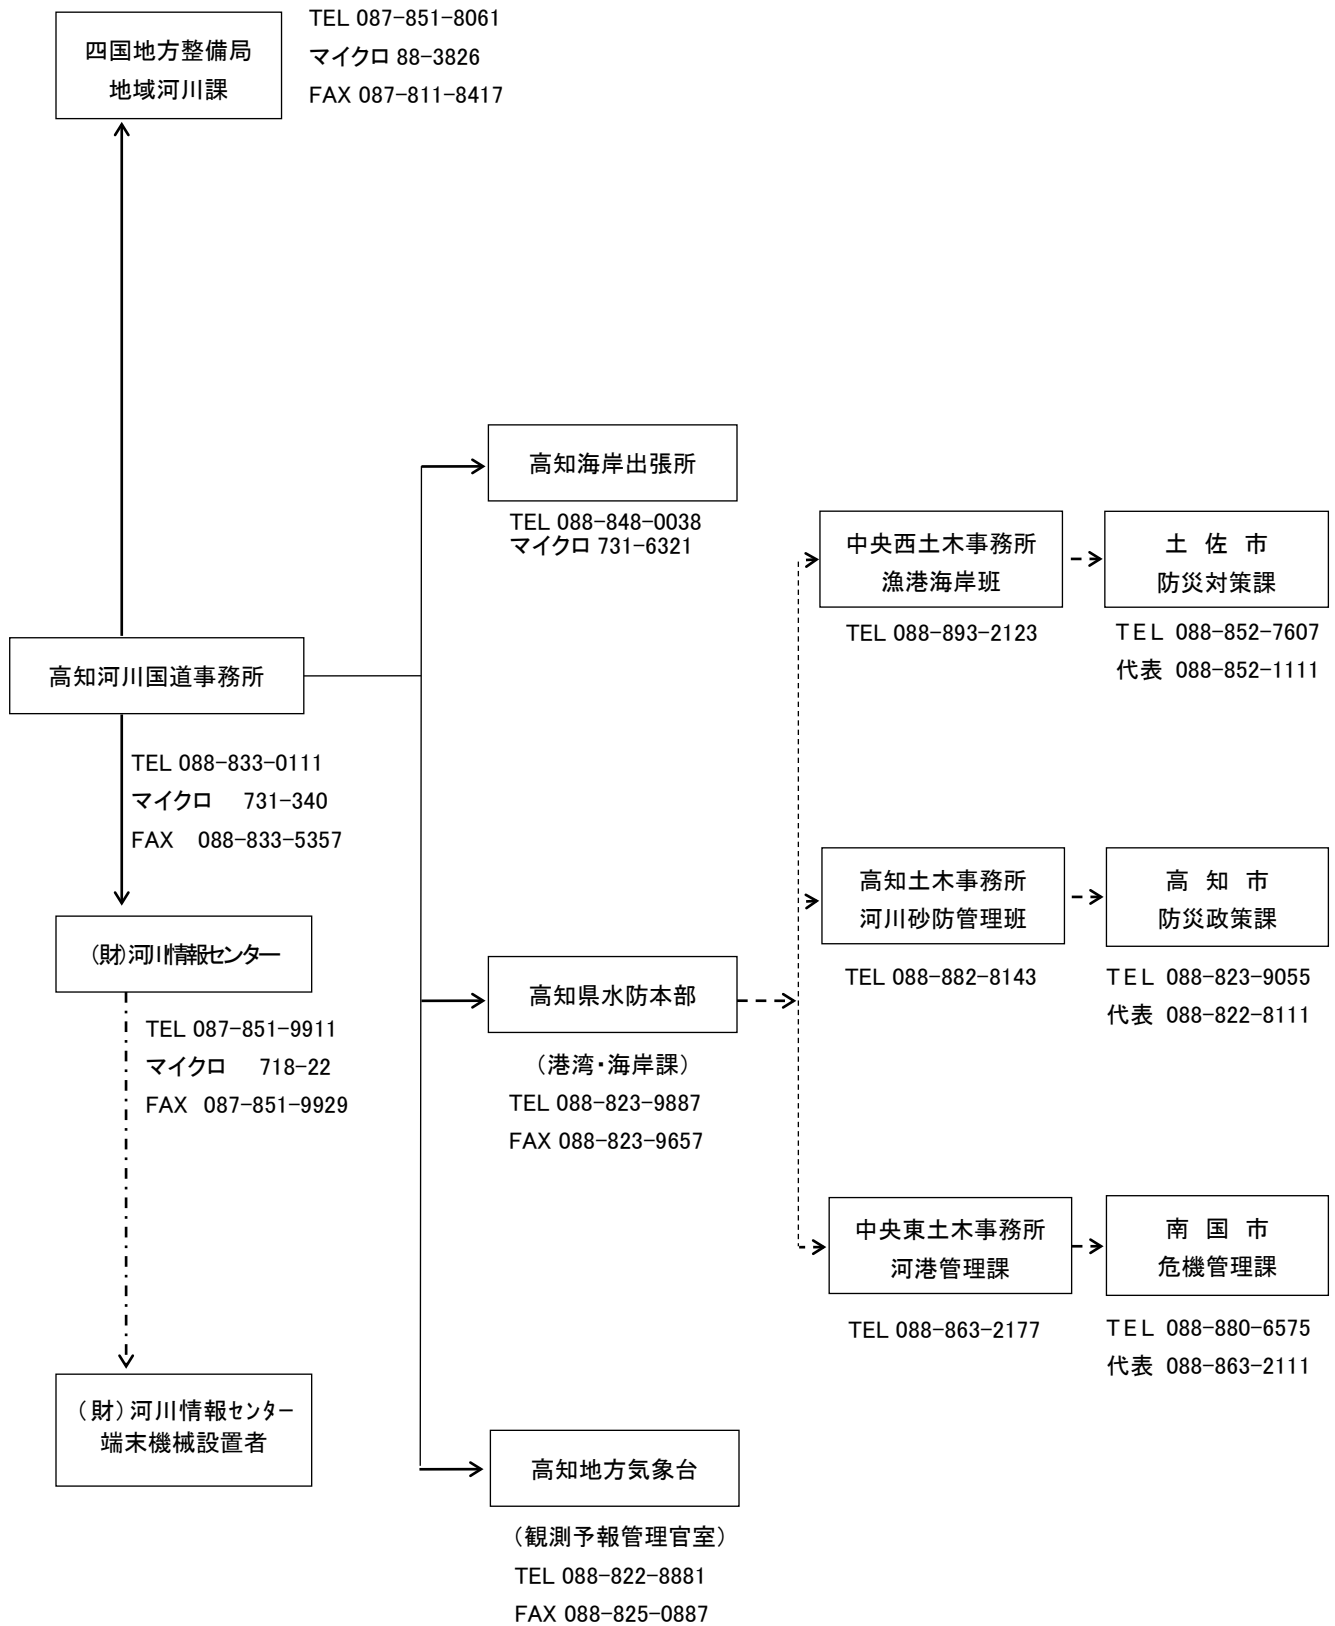 四国地方整備局
地域河川課
TEL 087-851-8061
マイクロ 88-3826
FAX 087-811-8417
高知海岸出張所
TEL 088-848-0038
マイクロ 731-6321
中央西土木事務所
漁港海岸班
TEL 088-893-2123
土 佐 市
防災対策課
TEL 088-852-7607
代表 088-852-1111
高知河川国道事務所
TEL 088-833-0111
マイクロ 731-340
FAX 088-833-5357
高知土木事務所
河川砂防管理班
TEL 088-882-8143
高 知 市
防災政策課
TEL 088-823-9055
代表 088-822-8111
(財)河川情報センター
TEL 087-851-9911
マイクロ 718-22
FAX 087-851-9929
高知県水防本部
(港湾・海岸課)
TEL 088-823-9887
FAX 088-823-9657
中央東土木事務所
河港管理課
TEL 088-863-2177
南 国 市
危機管理課
TEL 088-880-6575
代表 088-863-2111
(財)河川情報センター
端末機械設置者
高知地方気象台
(観測予報管理官室)
TEL 088-822-8881
FAX 088-825-0887